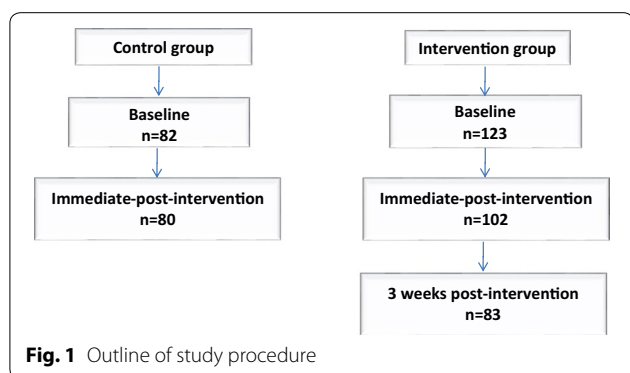 Control group
Baseline
n=82
Immediate-post-intervention
n=80
Intervention group
Baseline
n=123
Immediate-post-intervention
n=102
3 weeks post-intervention
n=83
Fig. 1 Outline of study procedure